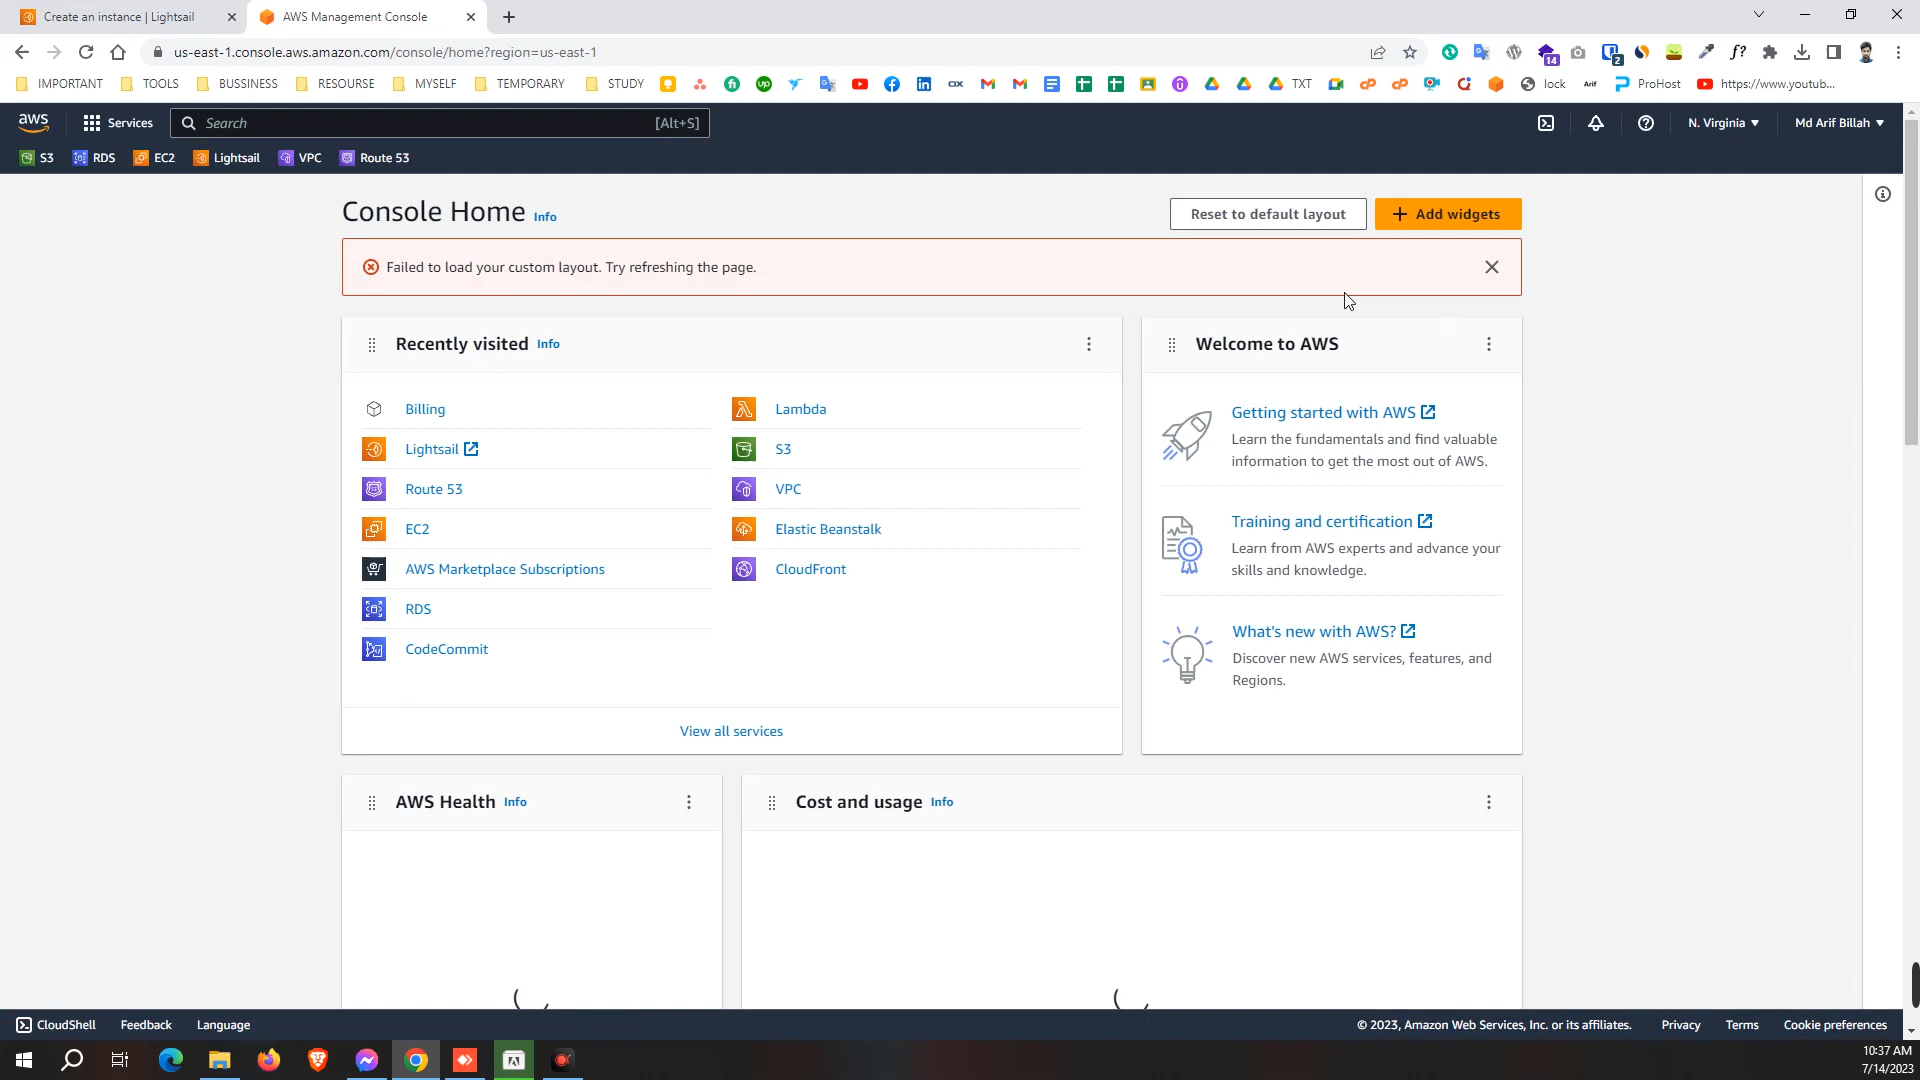 Create an instance | Lightsail
AWS Management Console
us-east-1.console.aws.amazon.com/console/home?region=us-east-1
14
2
f?
IMPORTANT
TOOLS
BUSSINESS
RESOURSE
MYSELF
TEMPORARY
STUDY
TXT
lock
Arif
ProHost
https://www.youtub...
aws
Services
Search
[Alt+S]
N. Virginia
Md Arif Billah
S3
RDS
EC2
Lightsail
VPC
Route 53
Console Home Info
Reset to default layout
Add widgets
Failed to load your custom layout. Try refreshing the page.
Recently visited Info
Billing
Lightsail
Route 53
EC2
AWS Marketplace Subscriptions
RDS
CodeCommit
Lambda
S3
VPC
Elastic Beanstalk
CloudFront
View all services
Welcome to AWS
Getting started with AWS
Learn the fundamentals and find valuable
information to get the most out of AWS.
Training and certification
Learn from AWS experts and advance your
skills and knowledge.
What's new with AWS?
Discover new AWS services, features, and
Regions.
AWS Health Info
Cost and usage Info
CloudShell
Feedback
Language
© 2023, Amazon Web Services, Inc. or its affiliates.
Privacy
Terms
Cookie preferences
10:37 AM
7/14/2023